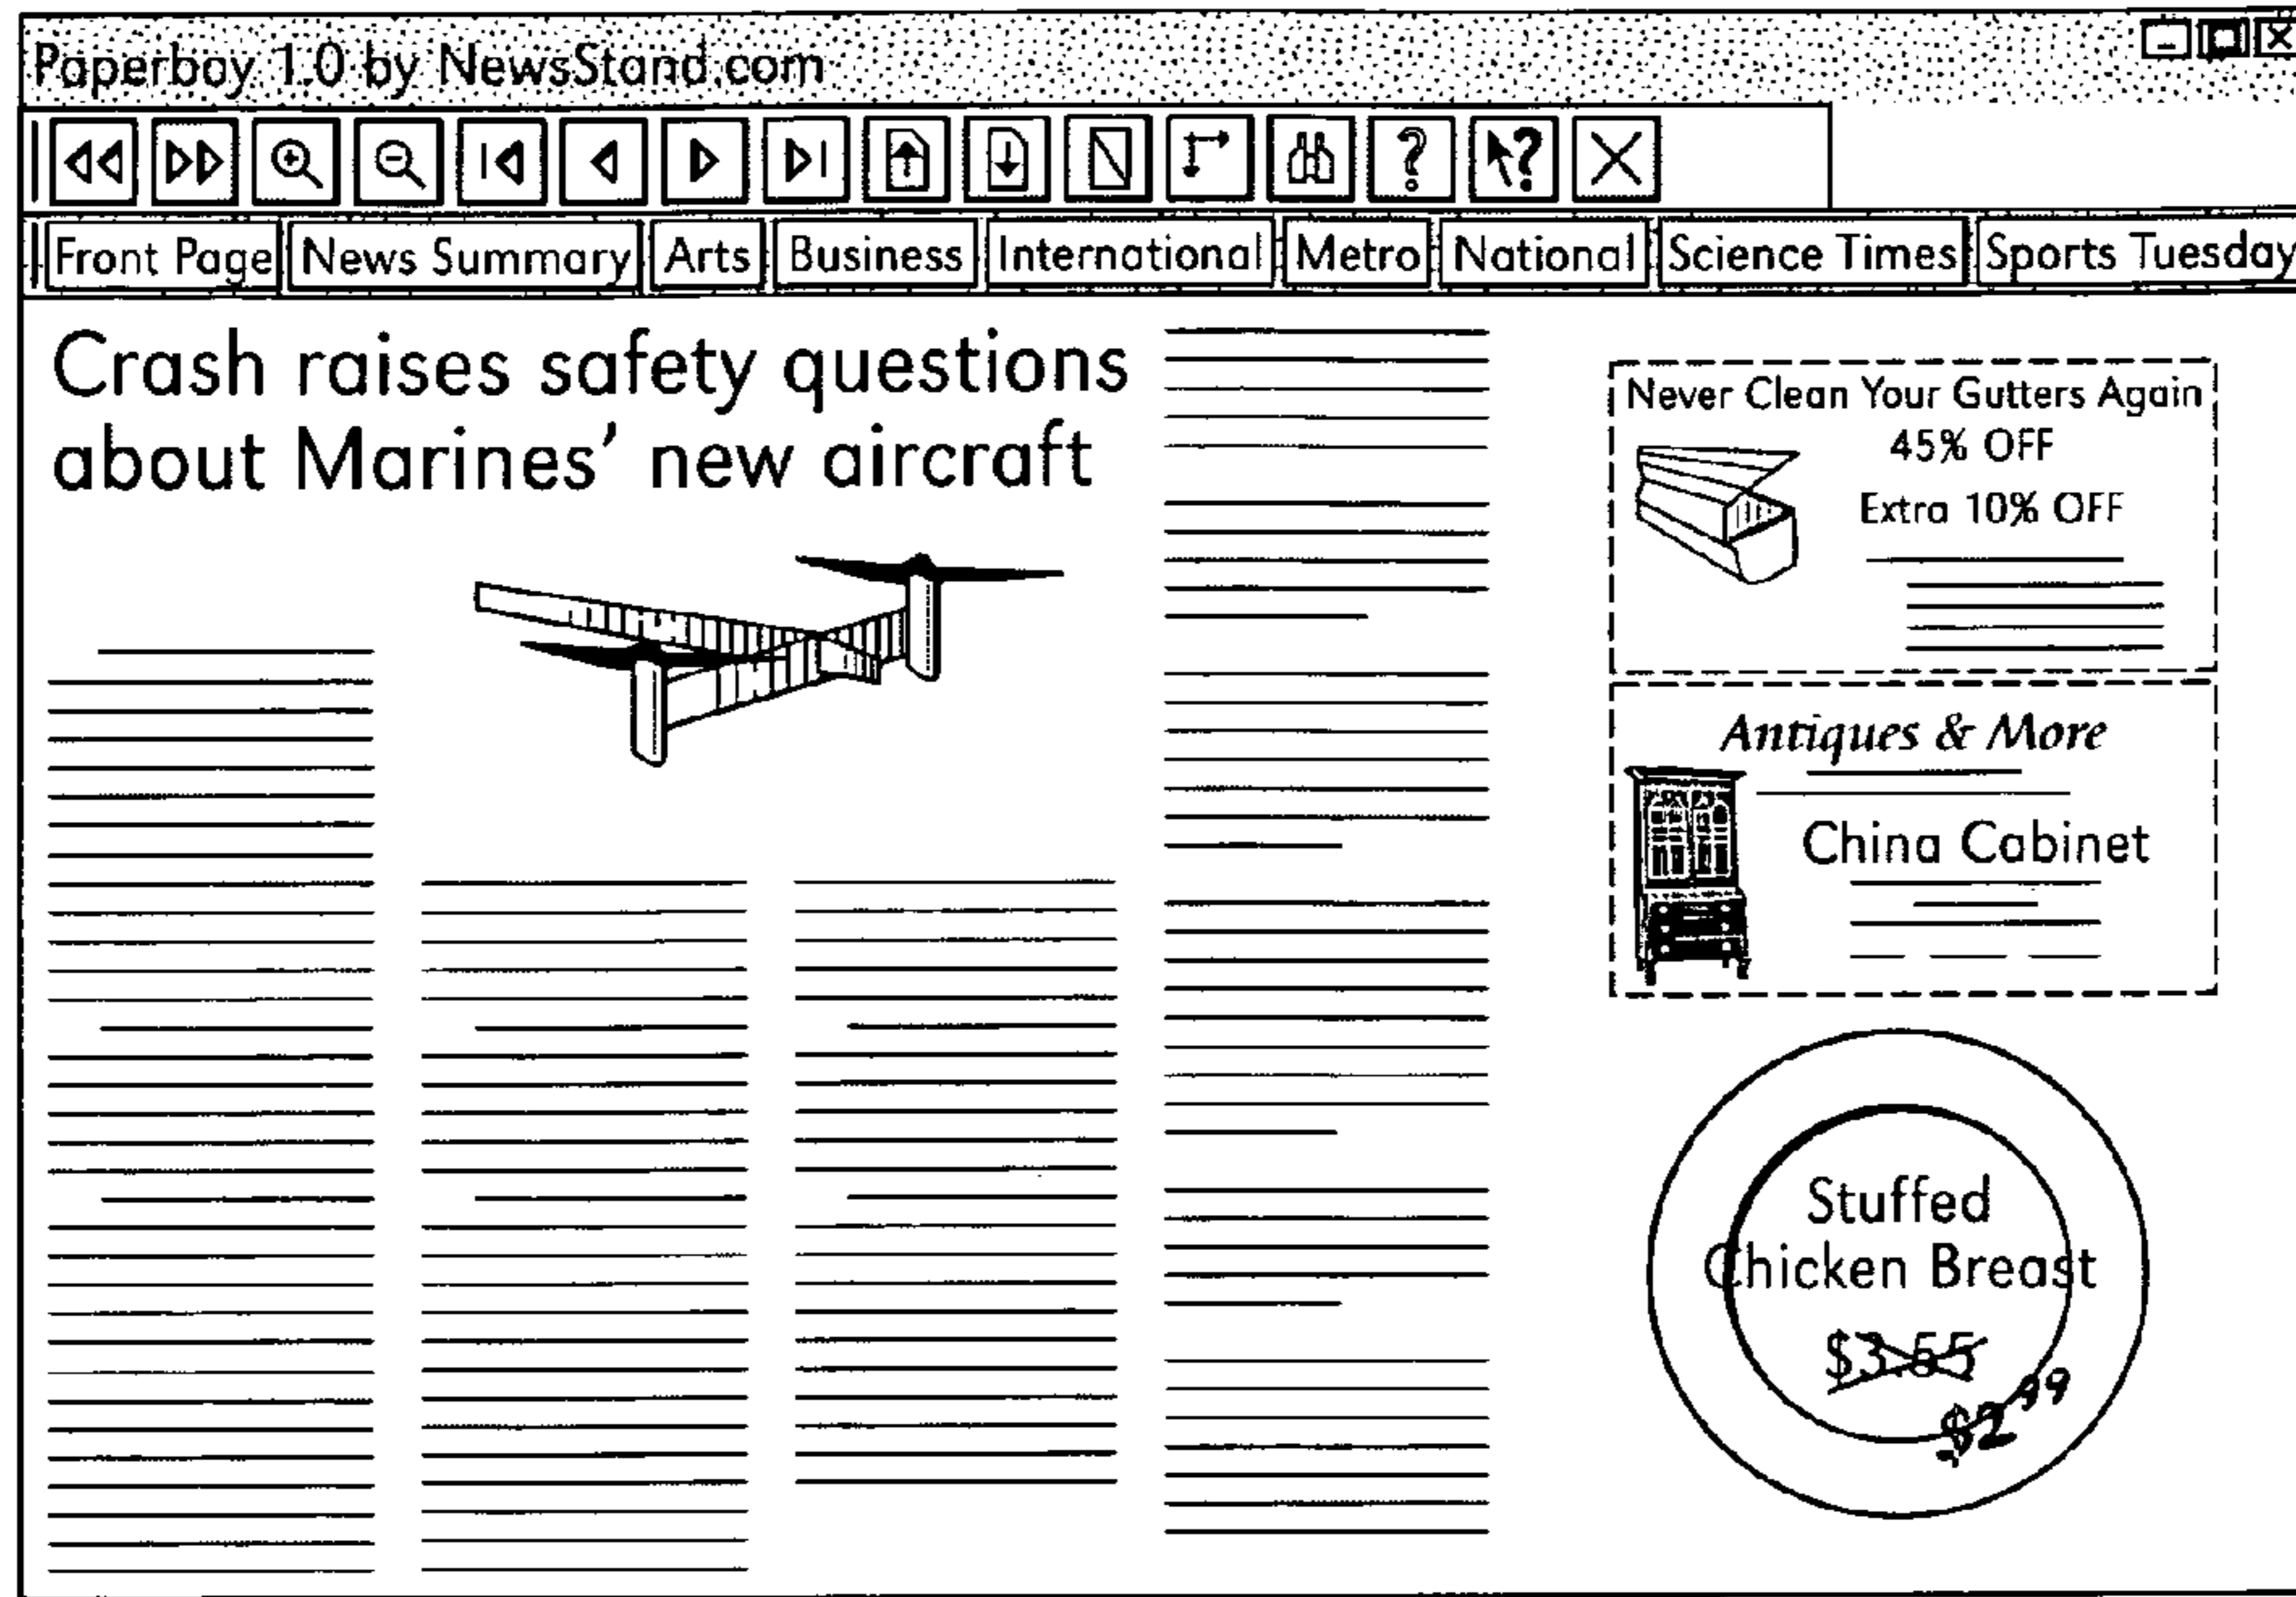 Paperboy 1.0 by NewsStand.com
Front Page News Summary Arts Business International Metro National Science Times Sports Tuesday
Crash raises safety questions
about Marines' new aircraft
Never Clean Your Gutters Again
45% OFF
Extra 10% OFF
Antiques & More
China Cabinet
Stuffed
Chicken Breast
$3.55
$2.99